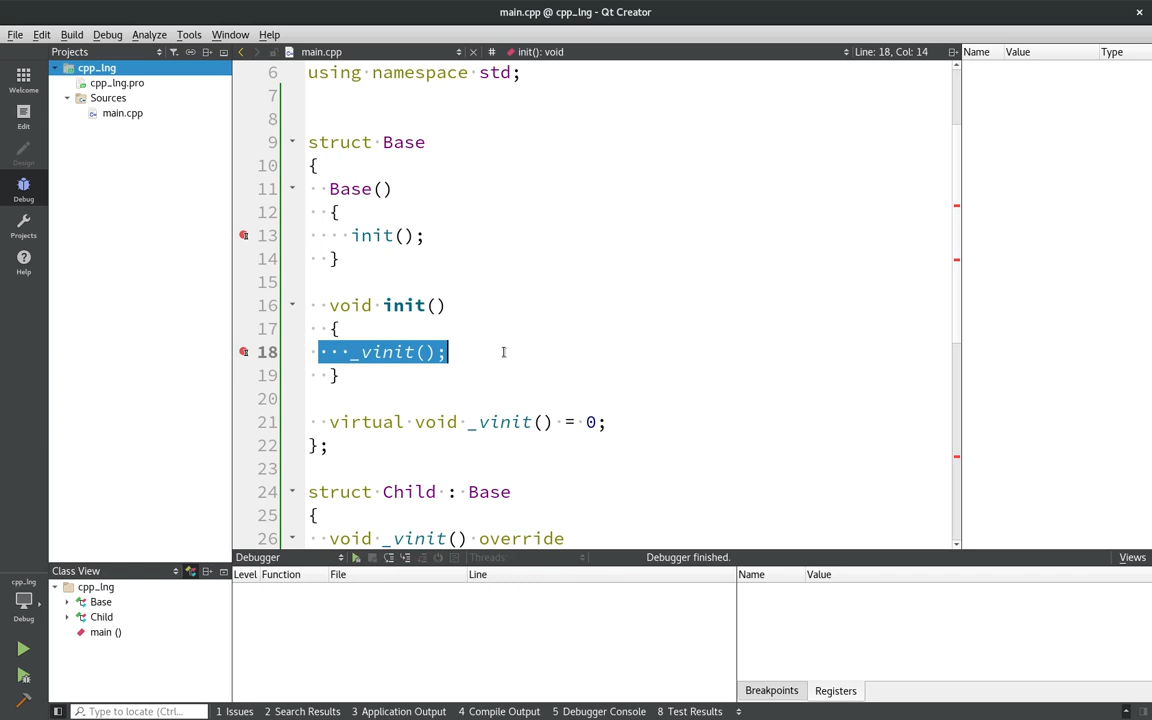 main.cpp @ cpp_lng - Qt Creator
File Edit Build Debug Analyze Tools Window Help
Projects
main.cpp
# init(): void
Line: 18, Col: 14
Name Value Type
Welcome
Edit
Design
Debug
Projects
Help
cpp_lng
cpp_lng.pro
Sources
main.cpp
6 using namespace std;
7
8
9 struct Base
10 {
11 Base()
12 {
13 init();
14 }
15
16 void init()
17 {
18 _vinit();
19 }
20
21 virtual void _vinit() = 0;
22 };
23
24 struct Child : Base
25 {
26 void _vinit() override
Debugger
Threads:
Debugger finished.
Views
Class View
cpp_lng
Base
Child
main ()
Level Function File Line
Name Value
cpp_lng
Debug
Breakpoints Registers
Type to locate (Ctrl...
1 Issues 2 Search Results 3 Application Output 4 Compile Output 5 Debugger Console 8 Test Results